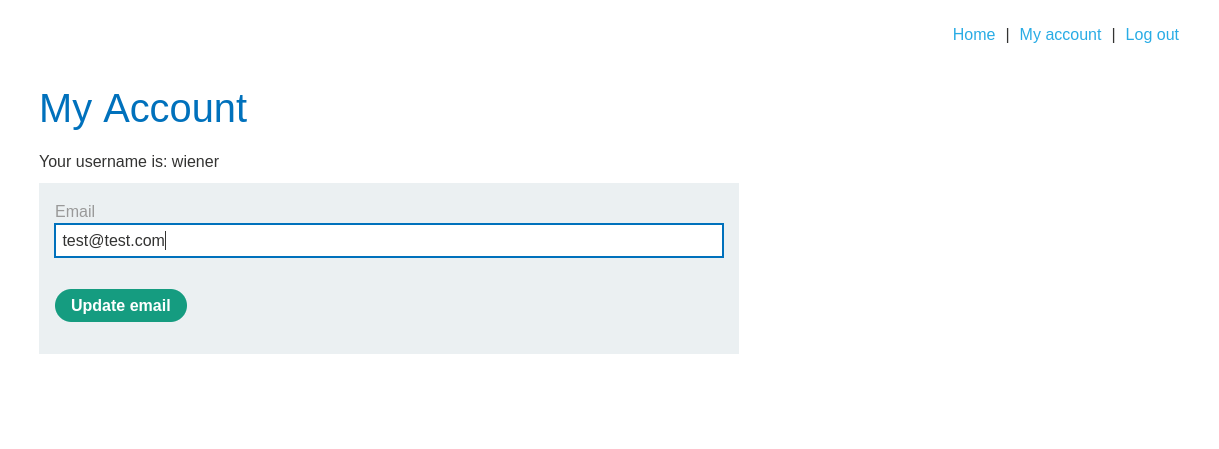 Home | My account | Log out
My Account
Your username is: wiener
Email
test@test.com
Update email